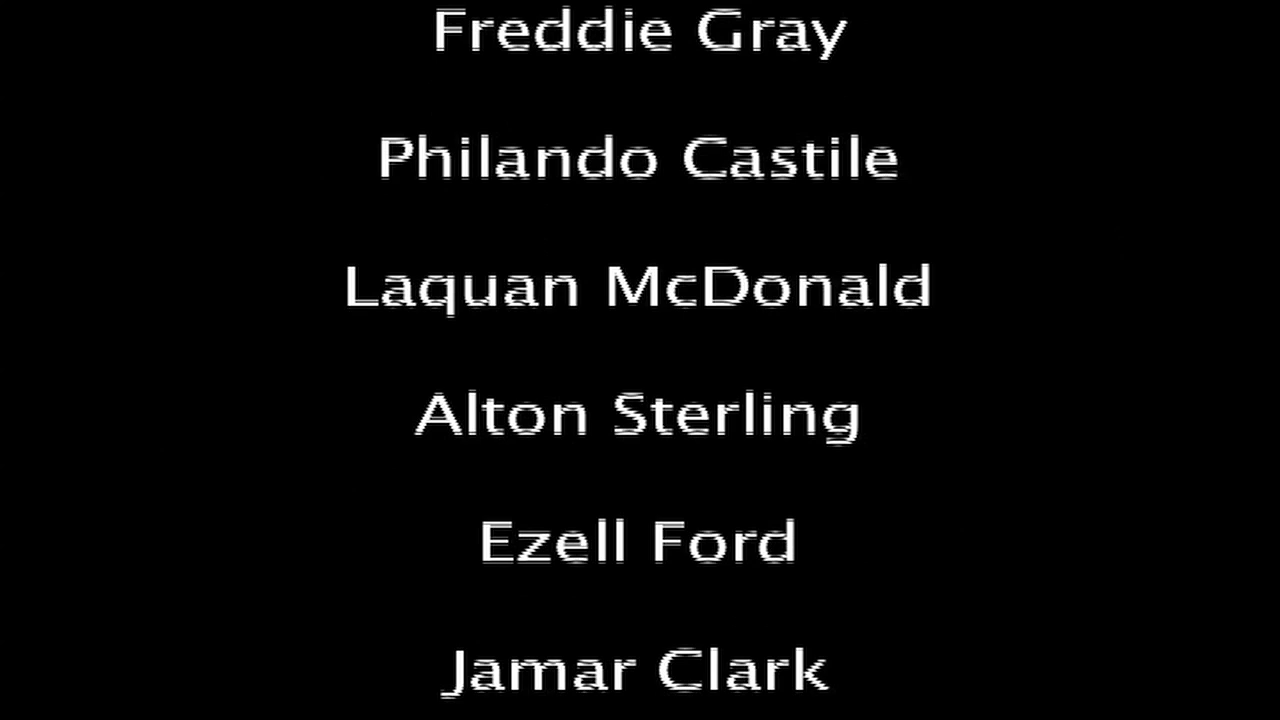 Freddie Gray
Philando Castile
Laquan McDonald
Alton Sterling
Ezell Ford
Jamar Clark